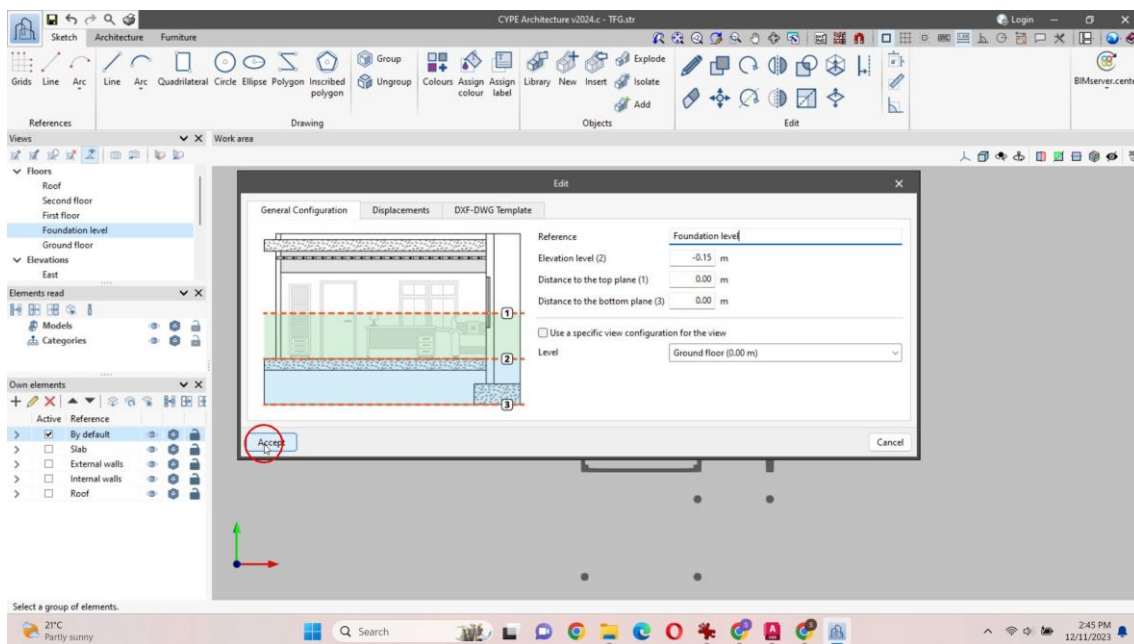 CYPE Architecture v2024.c - TFG.str
Login
Sketch Architecture Furniture
Grids Line Arc Line Arc Quadrilateral Circle Ellipse Polygon Inscribed polygon
Group
Ungroup
Colours Assign colour Assign label
Library New Insert
Explode
Isolate
Add
BIMserver.cente
References Drawing Objects Edit
Views Work area
Floors
Roof
Second floor
First floor
Foundation level
Ground floor
Elevations
East
Elements read
Models
Categories
Own elements
Active Reference
By default
Slab
External walls
Internal walls
Roof
Edit
General Configuration Displacements DXF-DWG Template
1
2
3
Reference Foundation level
Elevation level (2) -0.15 m
Distance to the top plane (1) 0.00 m
Distance to the bottom plane (3) 0.00 m
Use a specific view configuration for the view
Level Ground floor (0.00 m)
Accept Cancel
Select a group of elements.
21°C
Partly sunny
Search
2:45 PM
12/11/2023